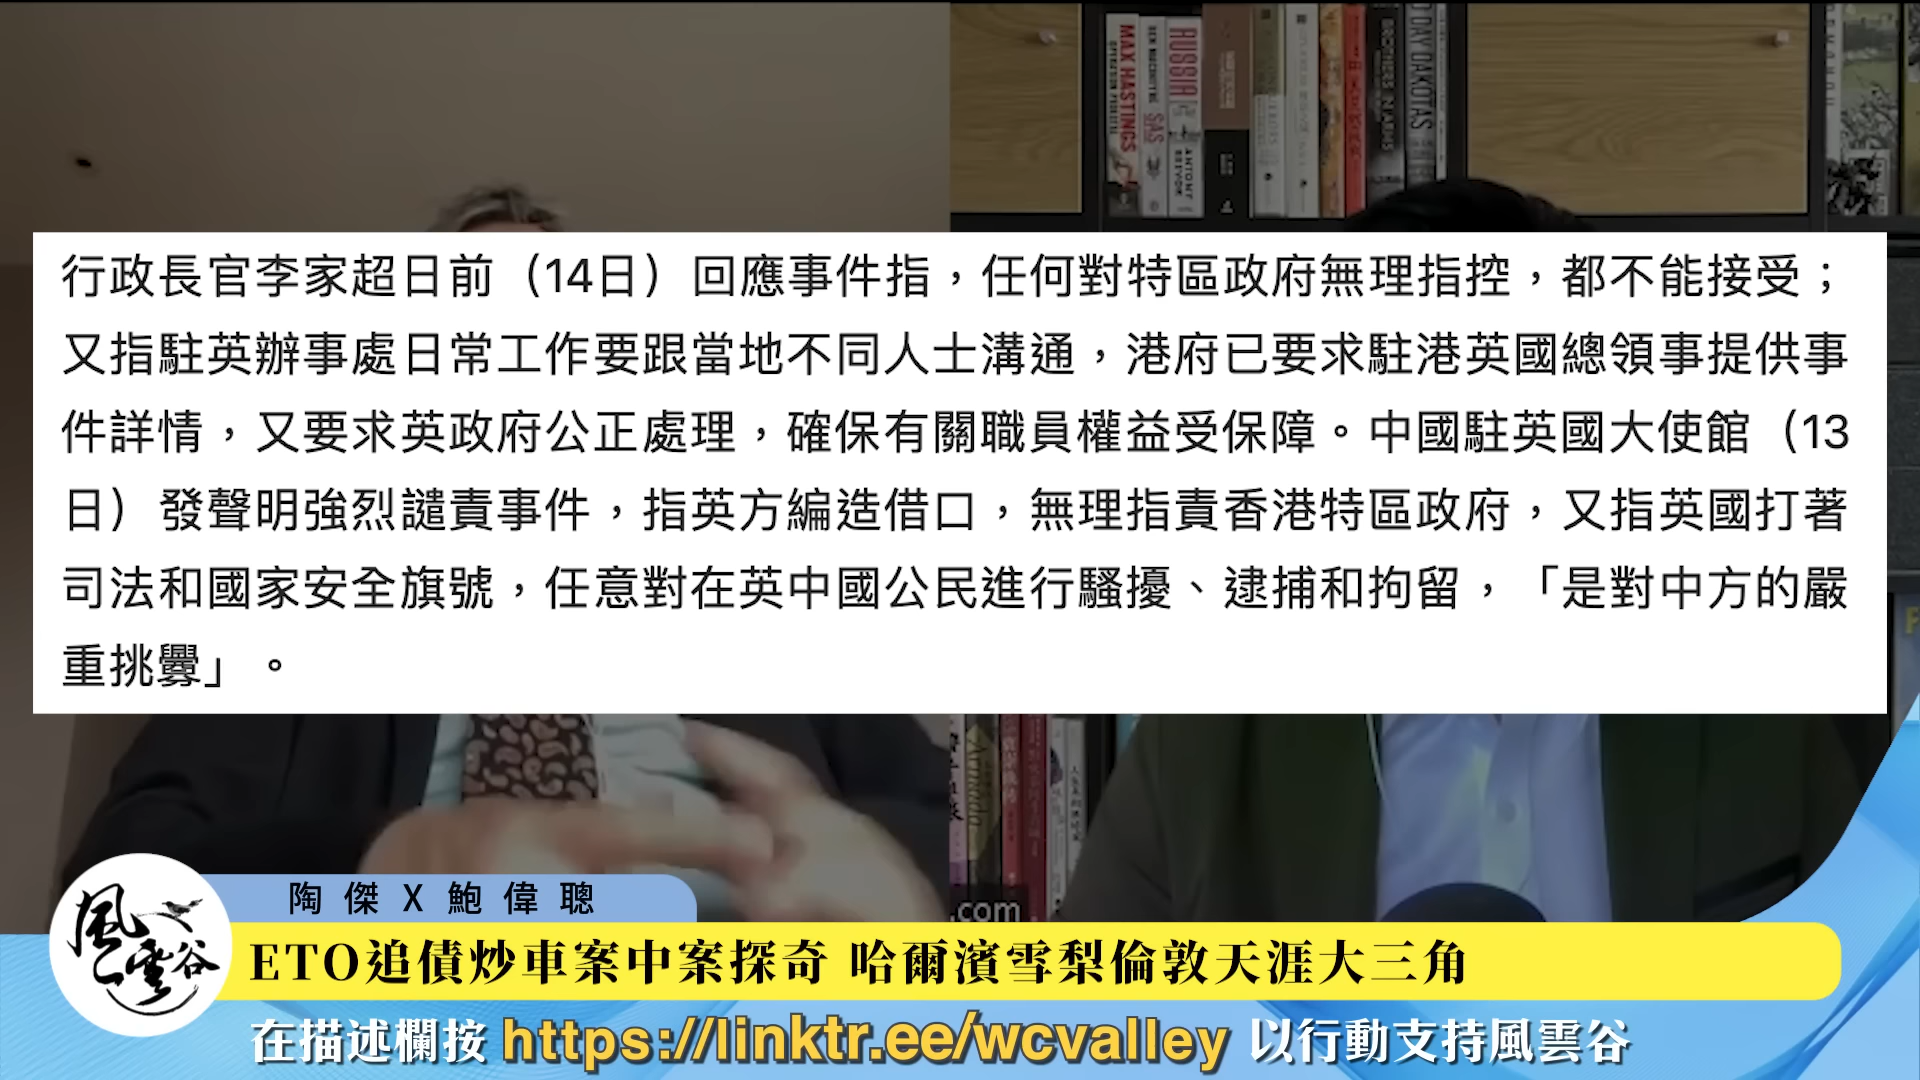 MAX HASTINGS
SAS
RUSSIA
ANTONY
BEEVOR
D DAY DAKOTAS
行政長官李家超日前（14日）回應事件指，任何對特區政府無理指控，都不能接受；
又指駐英辦事處日常工作要跟當地不同人士溝通，港府已要求駐港英國總領事提供事
件詳情，又要求英政府公正處理，確保有關職員權益受保障。中國駐英國大使館（13
日）發聲明強烈譴責事件，指英方編造借口，無理指責香港特區政府，又指英國打著
司法和國家安全旗號，任意對在英中國公民進行騷擾、逮捕和拘留，「是對中方的嚴
重挑釁」。
.com
陶傑X鮑偉聰
風雲谷
ETO追債炒車案中案探奇 哈爾濱雪梨倫敦天涯大三角
在描述欄按 https://linktr.ee/wcvalley 以行動支持風雲谷